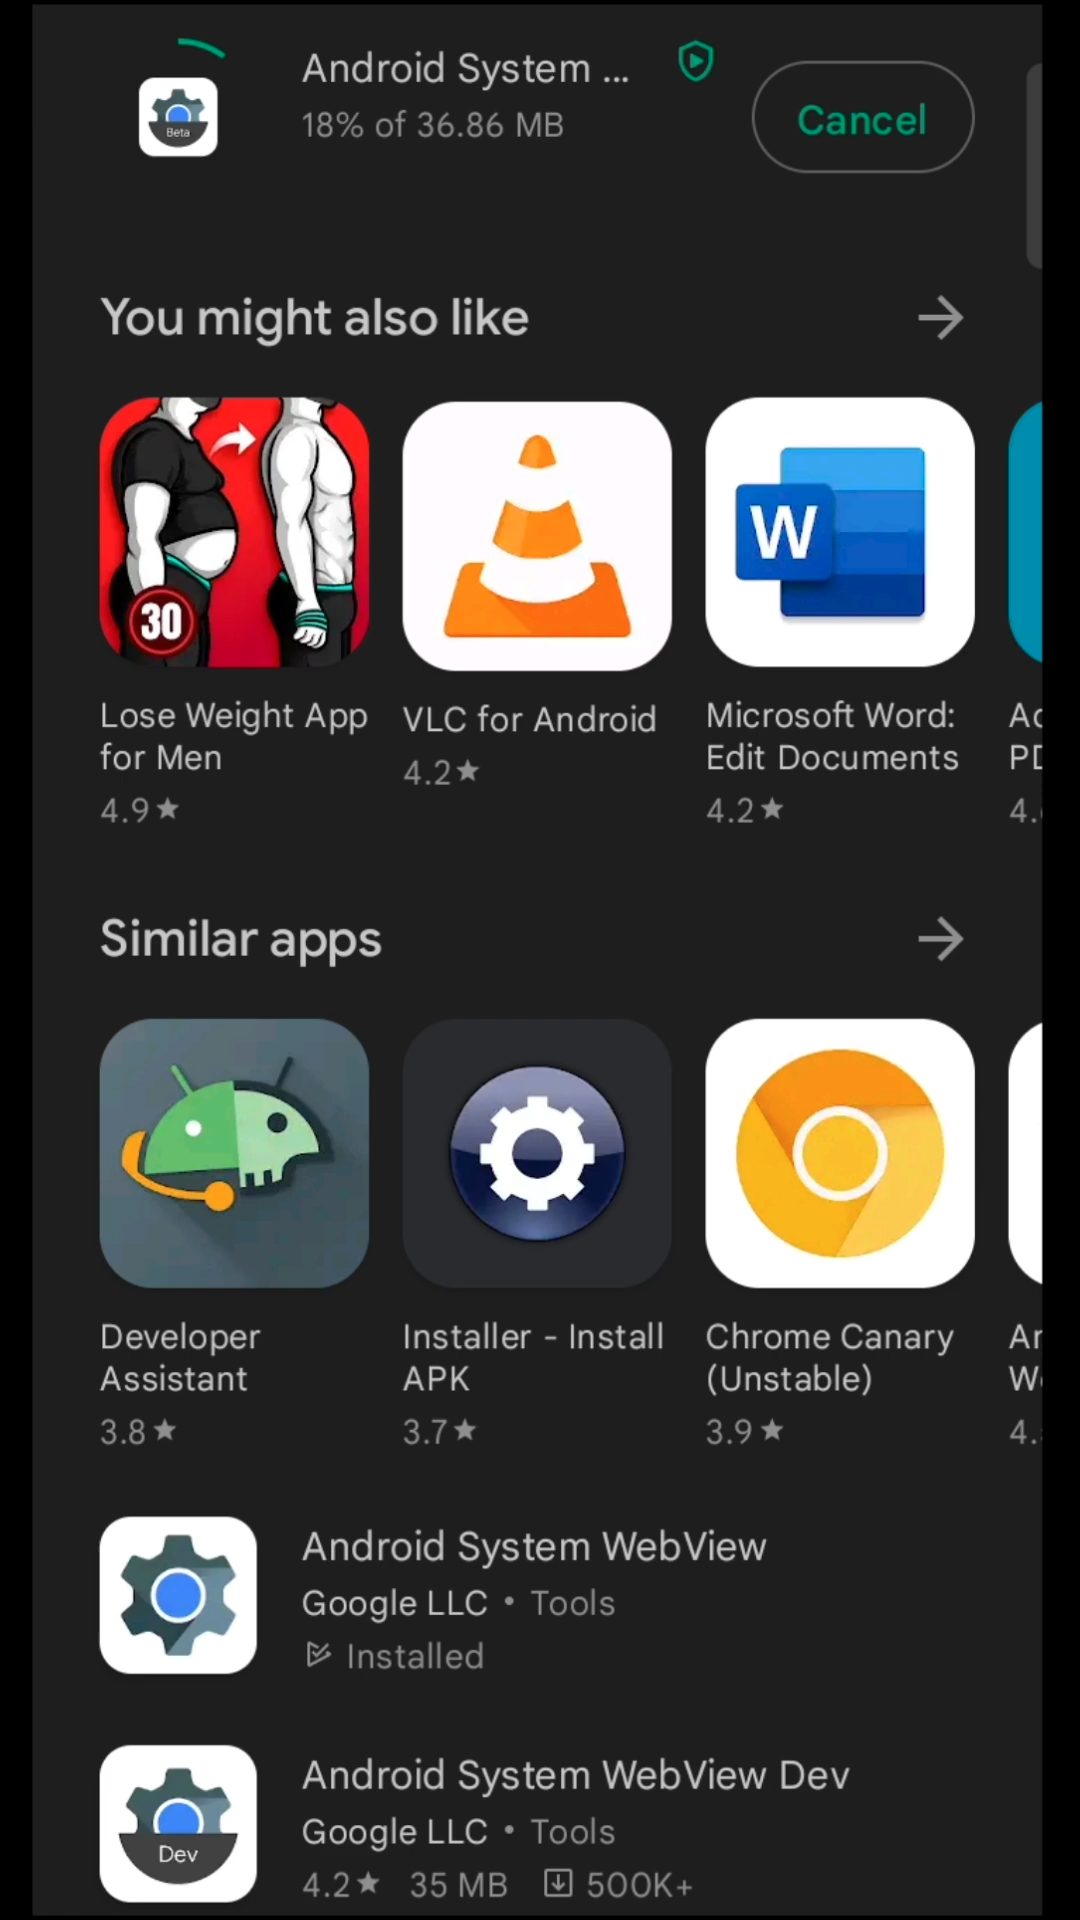 Android System ...
18% of 36.86 MB
Beta
Cancel
You might also like
30
W
Lose Weight App
for Men
4.9★
VLC for Android
4.2★
Microsoft Word:
Edit Documents
4.2★
Similar apps
Developer
Assistant
3.8★
Installer - Install
APK
3.7★
Chrome Canary
(Unstable)
3.9★
Android System WebView
Google LLC • Tools
Installed
Dev
Android System WebView Dev
Google LLC • Tools
4.2★ 35 MB 500K+